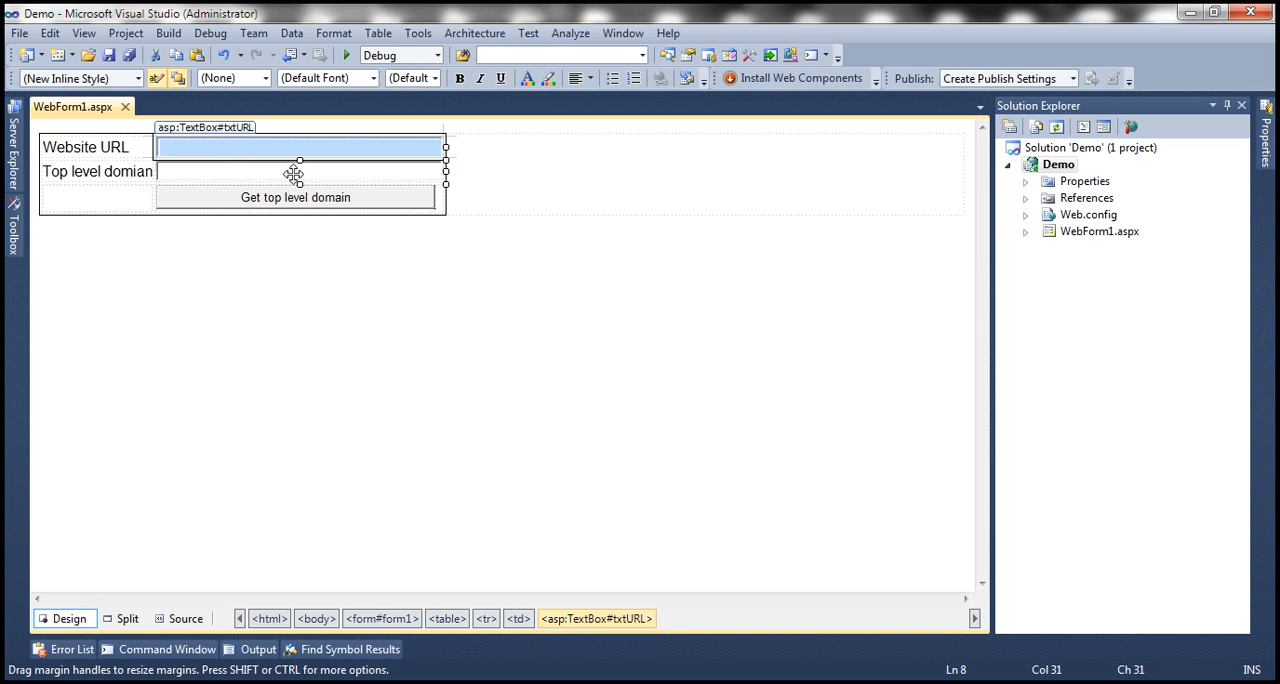 Demo - Microsoft Visual Studio (Administrator)
File Edit View Project Build Debug Team Data Format Table Tools Architecture Test Analyze Window Help
Debug
(New Inline Style) (None) (Default Font) (Default B I U A Install Web Components Publish: Create Publish Settings
WebForm1.aspx
Solution Explorer
Server Explorer
Toolbox
Properties
asp:TextBox#txtURL
Website URL
Top level domian
Get top level domain
Solution 'Demo' (1 project)
Demo
Properties
References
Web.config
WebForm1.aspx
Design Split Source <html> <body> <form#form1> <table> <tr> <td> <asp:TextBox#txtURL>
Error List Command Window Output Find Symbol Results
Drag margin handles to resize margins. Press SHIFT or CTRL for more options. Ln 8 Col 31 Ch 31 INS